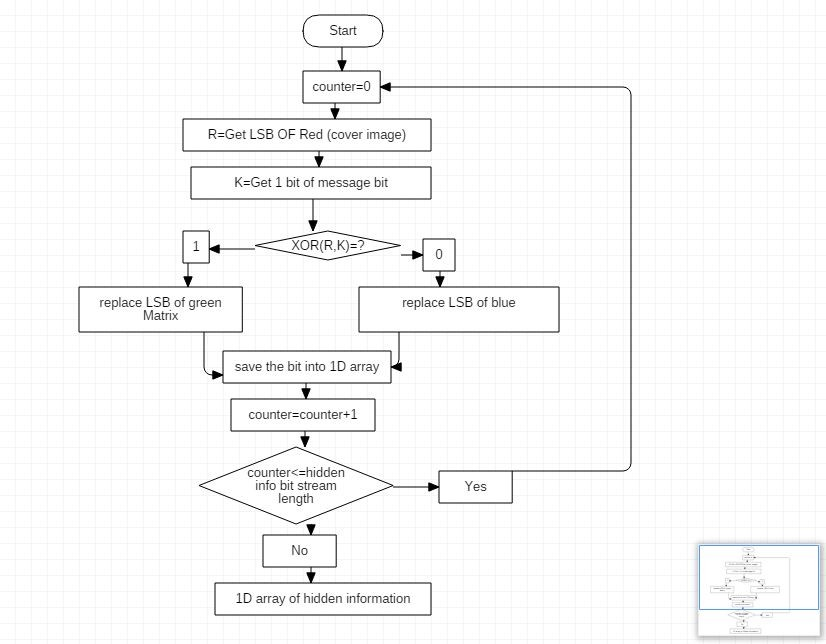 Start
counter=0
R=Get LSB OF Red (cover image)
K=Get 1 bit of message bit
XOR(R,K)=?
1
0
replace LSB of green
Matrix
replace LSB of blue
save the bit into 1D array
counter=counter+1
counter<=hidden
info bit stream
length
Yes
No
1D array of hidden information